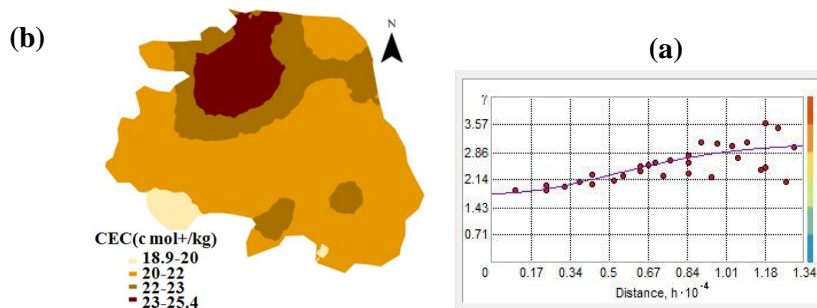 (b)
N
CEC(c mol+/kg)
18.9-20
20-22
22-23
23-25.4
(a)
γ
3.57
2.86
2.14
1.43
0.71
0 0.17 0.34 0.50 0.67 0.84 1.01 1.18 1.34
Distance, h·10⁻⁴